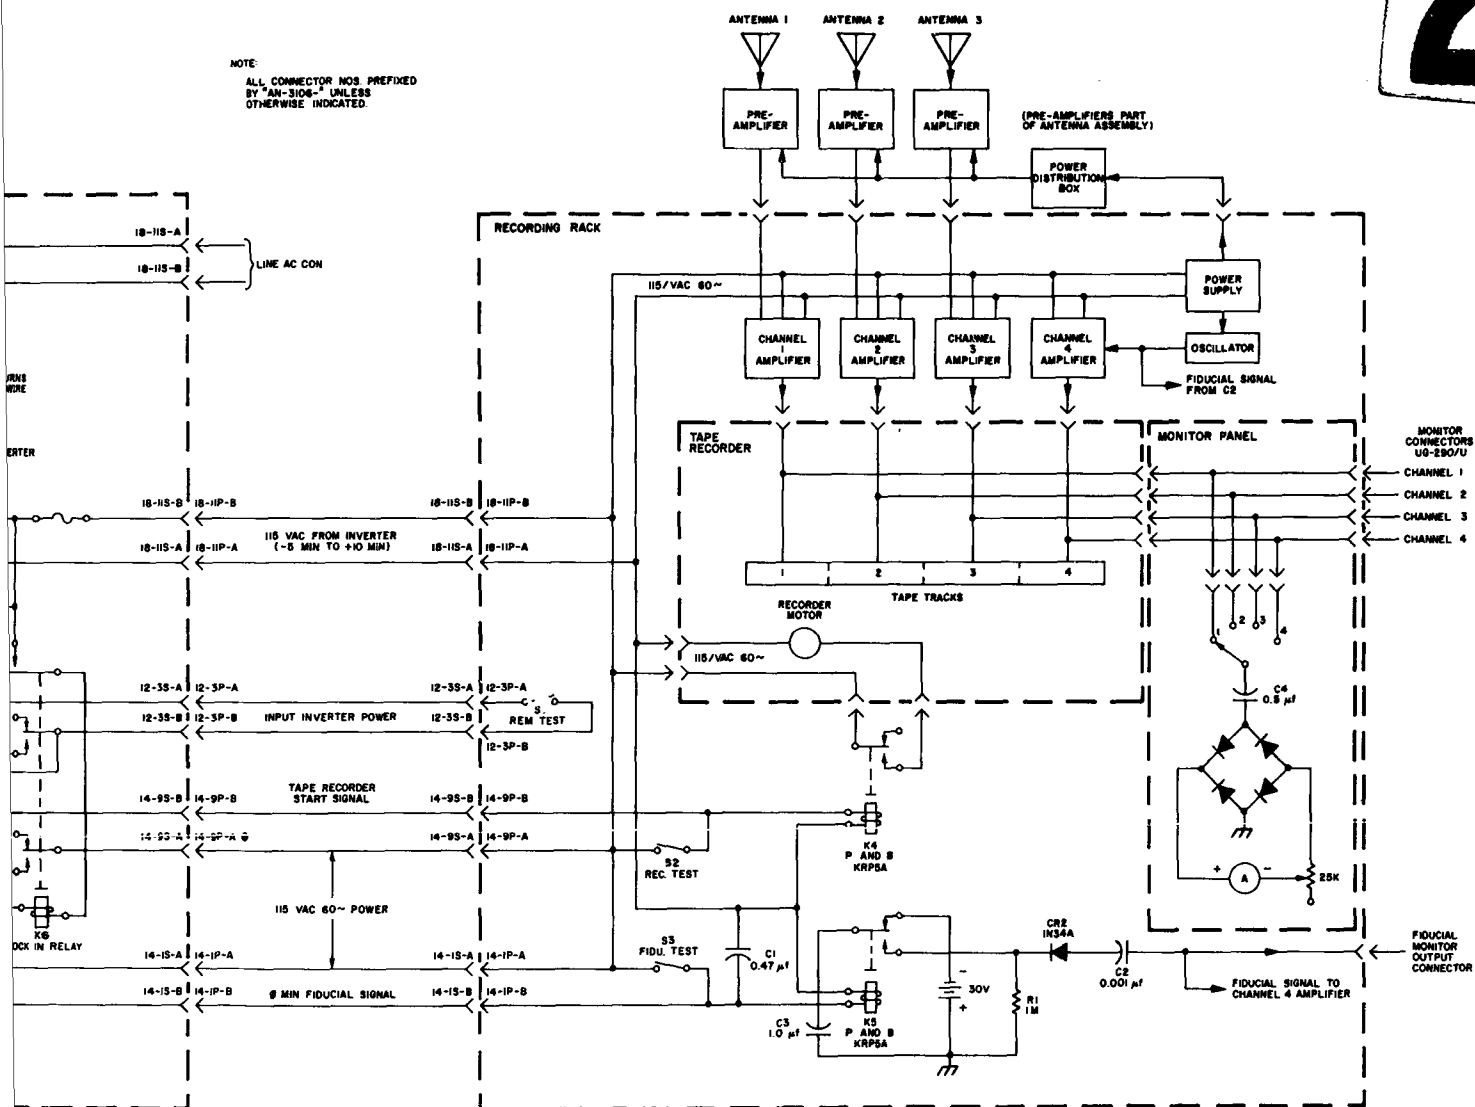 ANTENNA 1
ANTENNA 2
ANTENNA 3
NOTE:
ALL CONNECTOR NOS. PREFIXED
BY "AN-3106-" UNLESS
OTHERWISE INDICATED.
PRE-
AMPLIFIER
PRE-
AMPLIFIER
PRE-
AMPLIFIER
(PRE-AMPLIFIERS PART
OF ANTENNA ASSEMBLY)
POWER
DISTRIBUTION
BOX
RECORDING RACK
18-11S-A
18-11S-B
LINE AC CON
115/VAC 60~
POWER
SUPPLY
CHANNEL
1
AMPLIFIER
CHANNEL
2
AMPLIFIER
CHANNEL
3
AMPLIFIER
CHANNEL
4
AMPLIFIER
OSCILLATOR
FIDUCIAL SIGNAL
FROM C2
TAPE
RECORDER
MONITOR PANEL
MONITOR
CONNECTORS
UG-290/U
CHANNEL 1
CHANNEL 2
CHANNEL 3
CHANNEL 4
URNS
WIRE
ERTER
18-11S-B 18-11P-B
18-11S-B 18-11P-B
115 VAC FROM INVERTER
(-5 MIN TO +10 MIN)
18-11S-A 18-11P-A
18-11S-A 18-11P-A
1 2 3 4
TAPE TRACKS
RECORDER
MOTOR
115/VAC 60~
1 2 3 4
C4
0.5 µf
12-3S-A 12-3P-A
12-3S-A 12-3P-A
S.
REM TEST
12-3S-B 12-3P-B
INPUT INVERTER POWER
12-3S-B
12-3P-B
TAPE RECORDER
START SIGNAL
14-9S-B 14-9P-B
14-9S-B 14-9P-B
14-9S-A 14-9P-A
14-9S-A 14-9P-A
S2
REC. TEST
K4
P AND B
KRP5A
+ A -
25K
115 VAC 60~ POWER
K6
OCK IN RELAY
S3
FIDU. TEST
C1
0.47 µf
CR2
1N34A
C2
0.001 µf
FIDUCIAL
MONITOR
OUTPUT
CONNECTOR
14-1S-A 14-1P-A
14-1S-A 14-1P-A
14-1S-B 14-1P-B
MIN FIDUCIAL SIGNAL
14-1S-B 14-1P-B
- 30V +
R1
1M
FIDUCIAL SIGNAL TO
CHANNEL 4 AMPLIFIER
C3
1.0 µf
K5
P AND B
KRP5A